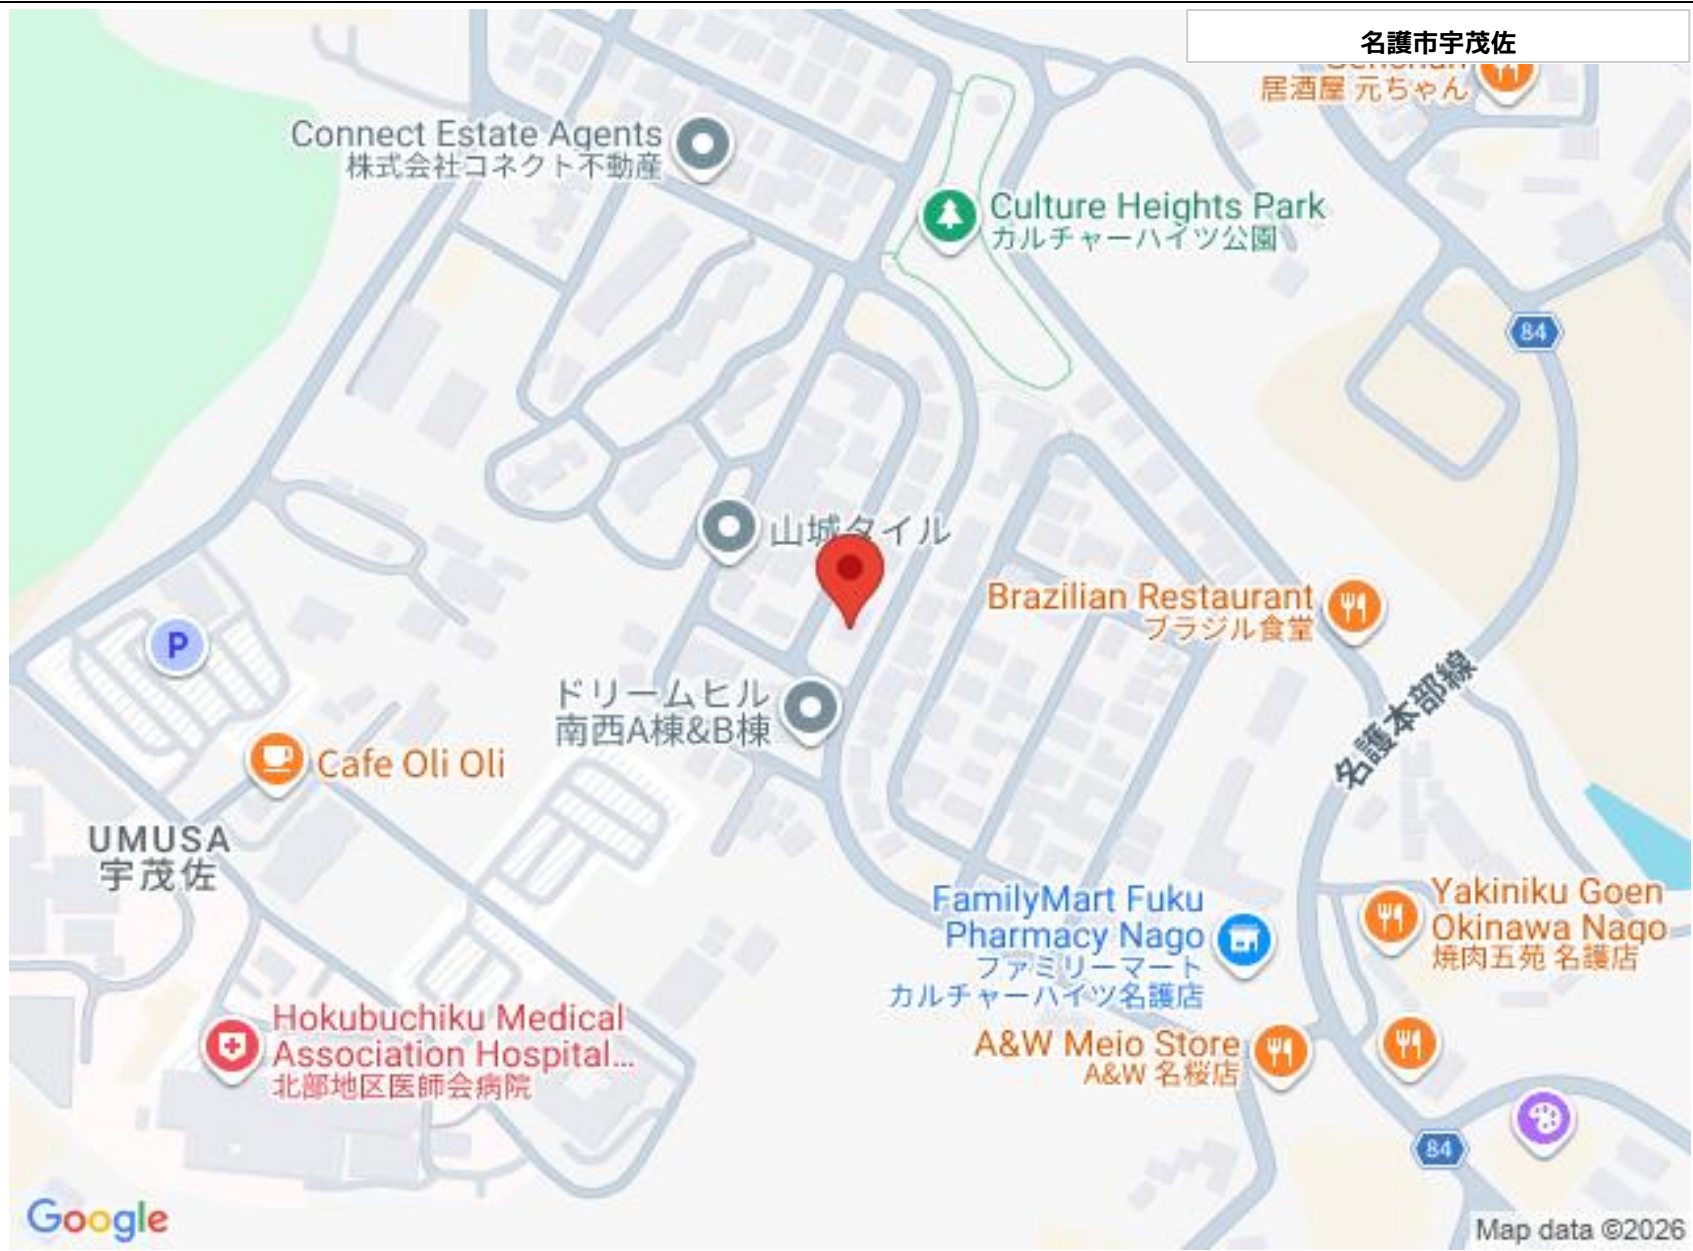 名護市宇茂佐
居酒屋 元ちゃん
Connect Estate Agents
株式会社コネクト不動産
Culture Heights Park
カルチャーハイツ公園
84
山城タイル
Brazilian Restaurant
ブラジル食堂
P
ドリームヒル
南西A棟&B棟
名護本部線
Cafe Oli Oli
UMUSA
宇茂佐
FamilyMart Fuku
Pharmacy Nago
ファミリーマート
カルチャーハイツ名護店
Yakiniku Goen
Okinawa Nago
焼肉五苑 名護店
Hokubuchiku Medical
Association Hospital...
北部地区医師会病院
A&W Meio Store
A&W 名桜店
84
Google
Map data ©2026